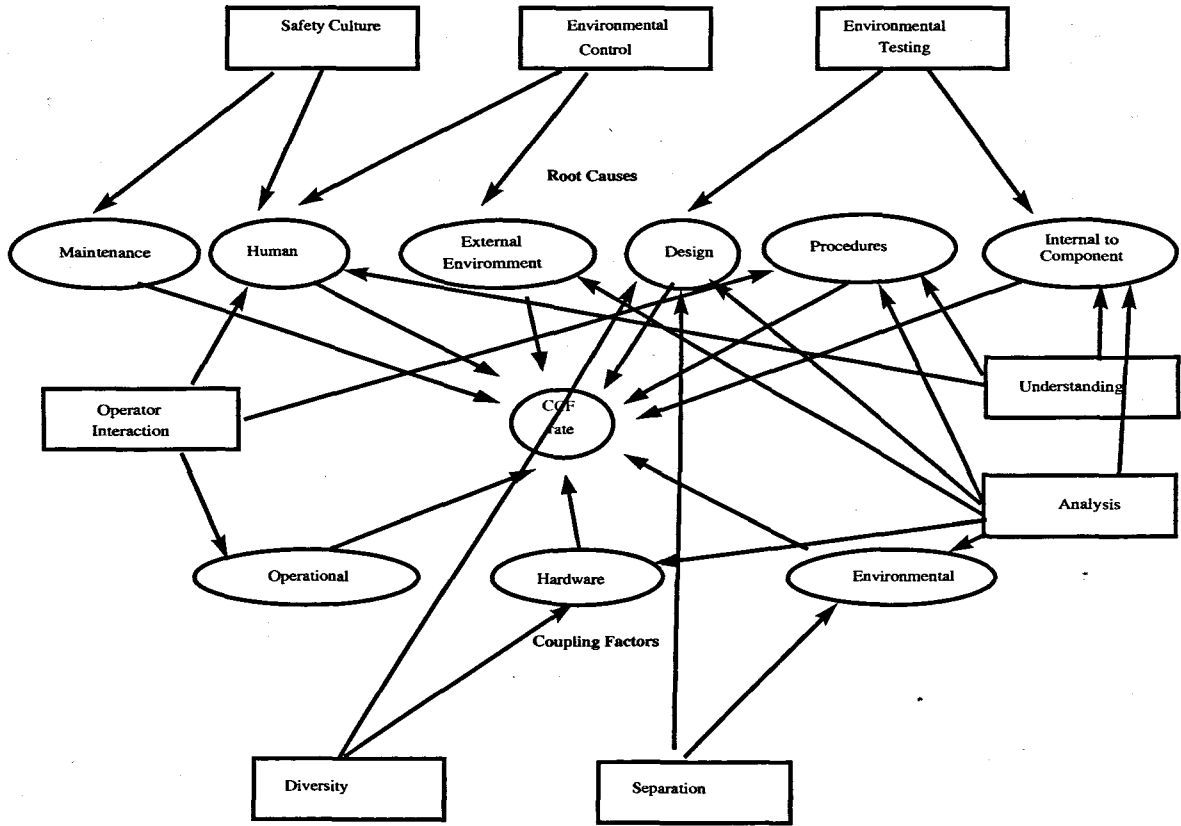 Safety Culture
Environmental
Control
Environmental
Testing
Root Causes
Maintenance
Human
External
Enviromment
Design
Procedures
Internal to
Component
Operator
Interaction
CCF
rate
Understanding
Analysis
Operational
Hardware
Environmental
Coupling Factors
Diversity
Separation